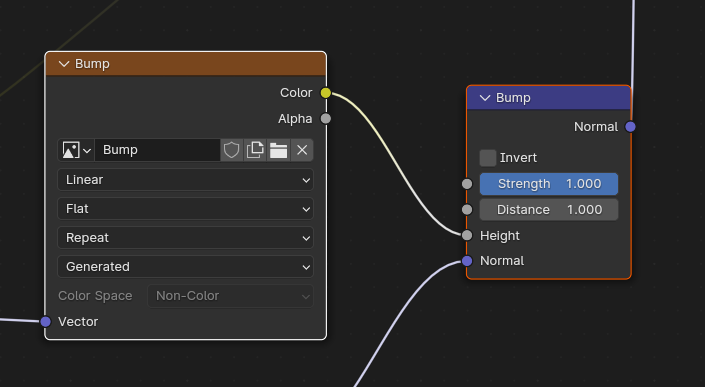 Bump
Color
Alpha
Bump
Linear
Flat
Repeat
Generated
Color Space Non-Color
Vector
Bump
Normal
Invert
Strength 1.000
Distance 1.000
Height
Normal